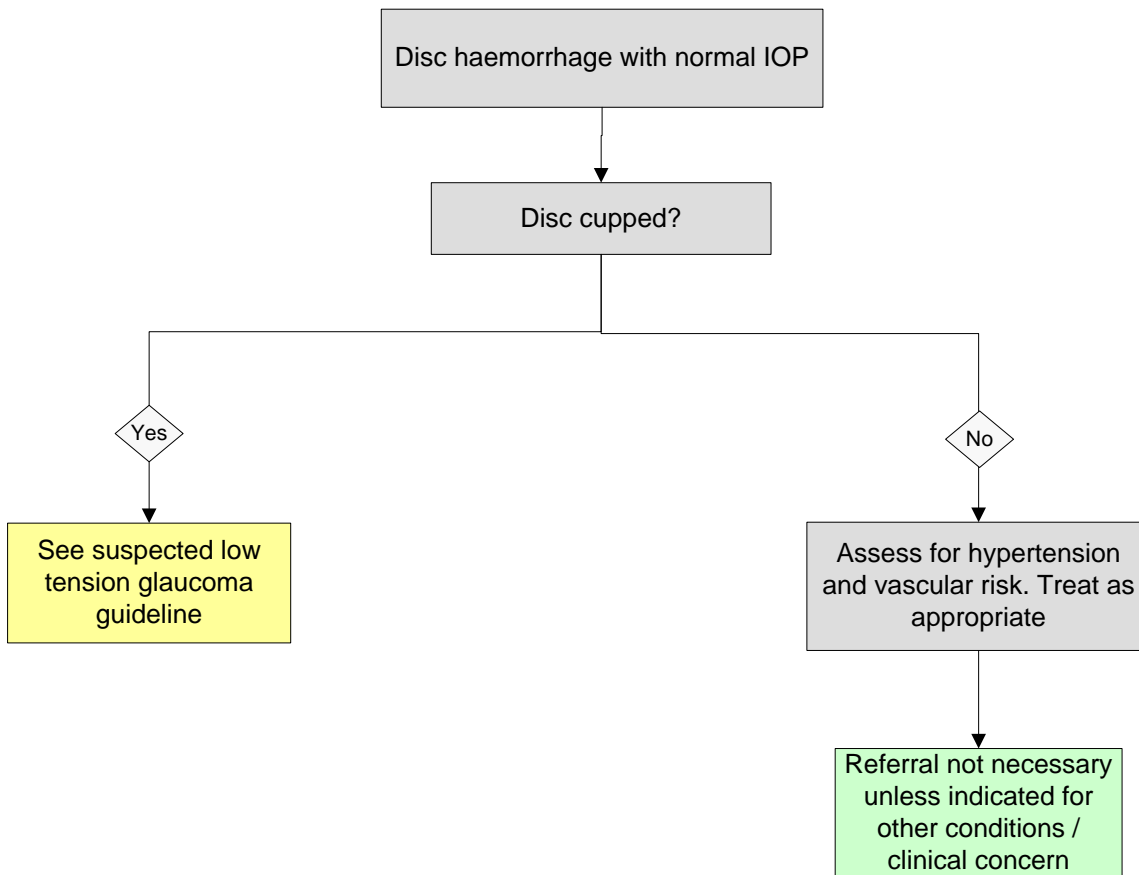 Disc haemorrhage with normal IOP
Disc cupped?
Yes
No
See suspected low
tension glaucoma
guideline
Assess for hypertension
and vascular risk. Treat as
appropriate
Referral not necessary
unless indicated for
other conditions /
clinical concern